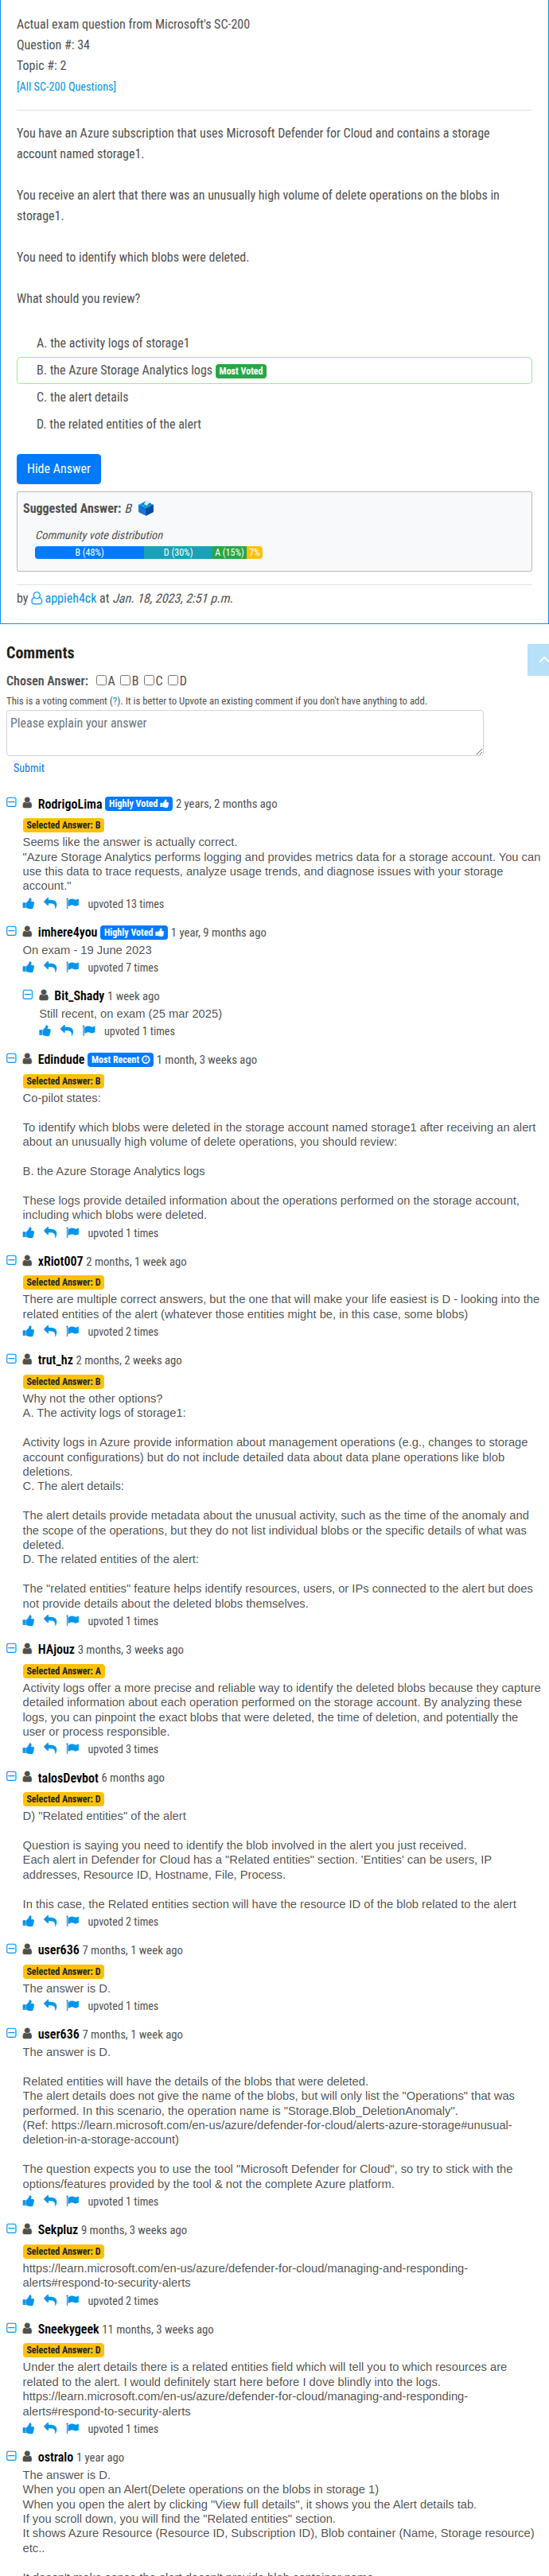 Actual exam question from Microsoft's SC-200
Question #: 34
Topic #: 2
[All SC-200 Questions]
You have an Azure subscription that uses Microsoft Defender for Cloud and contains a storage
account named storage1.
You receive an alert that there was an unusually high volume of delete operations on the blobs in
storage1.
You need to identify which blobs were deleted.
What should you review?
A. the activity logs of storage1
B. the Azure Storage Analytics logs Most Voted
C. the alert details
D. the related entities of the alert
Hide Answer
Suggested Answer: B
Community vote distribution
B (48%) D (30%) A (15%) 7%
by appieh4ck at Jan. 18, 2023, 2:51 p.m.
Comments
Chosen Answer: A B C D
This is a voting comment (?). It is better to Upvote an existing comment if you don't have anything to add.
Please explain your answer
Submit
RodrigoLima Highly Voted 2 years, 2 months ago
Selected Answer: B
Seems like the answer is actually correct.
"Azure Storage Analytics performs logging and provides metrics data for a storage account. You can
use this data to trace requests, analyze usage trends, and diagnose issues with your storage
account."
upvoted 13 times
imhere4you Highly Voted 1 year, 9 months ago
On exam - 19 June 2023
upvoted 7 times
Bit_Shady 1 week ago
Still recent, on exam (25 mar 2025)
upvoted 1 times
Edindude Most Recent 1 month, 3 weeks ago
Selected Answer: B
Co-pilot states:
To identify which blobs were deleted in the storage account named storage1 after receiving an alert
about an unusually high volume of delete operations, you should review:
B. the Azure Storage Analytics logs
These logs provide detailed information about the operations performed on the storage account,
including which blobs were deleted.
upvoted 1 times
xRiot007 2 months, 1 week ago
Selected Answer: D
There are multiple correct answers, but the one that will make your life easiest is D - looking into the
related entities of the alert (whatever those entities might be, in this case, some blobs)
upvoted 2 times
trut_hz 2 months, 2 weeks ago
Selected Answer: B
Why not the other options?
A. The activity logs of storage1:
Activity logs in Azure provide information about management operations (e.g., changes to storage
account configurations) but do not include detailed data about data plane operations like blob
deletions.
C. The alert details:
The alert details provide metadata about the unusual activity, such as the time of the anomaly and
the scope of the operations, but they do not list individual blobs or the specific details of what was
deleted.
D. The related entities of the alert:
The "related entities" feature helps identify resources, users, or IPs connected to the alert but does
not provide details about the deleted blobs themselves.
upvoted 1 times
HAjouz 3 months, 3 weeks ago
Selected Answer: A
Activity logs offer a more precise and reliable way to identify the deleted blobs because they capture
detailed information about each operation performed on the storage account. By analyzing these
logs, you can pinpoint the exact blobs that were deleted, the time of deletion, and potentially the
user or process responsible.
upvoted 3 times
talosDevbot 6 months ago
Selected Answer: D
D) "Related entities" of the alert
Question is saying you need to identify the blob involved in the alert you just received.
Each alert in Defender for Cloud has a "Related entities" section. 'Entities' can be users, IP
addresses, Resource ID, Hostname, File, Process.
In this case, the Related entities section will have the resource ID of the blob related to the alert
upvoted 2 times
user636 7 months, 1 week ago
Selected Answer: D
The answer is D.
upvoted 1 times
user636 7 months, 1 week ago
The answer is D.
Related entities will have the details of the blobs that were deleted.
The alert details does not give the name of the blobs, but will only list the "Operations" that was
performed. In this scenario, the operation name is "Storage.Blob_DeletionAnomaly".
(Ref: https://learn.microsoft.com/en-us/azure/defender-for-cloud/alerts-azure-storage#unusual-
deletion-in-a-storage-account)
The question expects you to use the tool "Microsoft Defender for Cloud", so try to stick with the
options/features provided by the tool & not the complete Azure platform.
upvoted 1 times
Sekpluz 9 months, 3 weeks ago
Selected Answer: D
https://learn.microsoft.com/en-us/azure/defender-for-cloud/managing-and-responding-
alerts#respond-to-security-alerts
upvoted 2 times
Sneekygeek 11 months, 3 weeks ago
Selected Answer: D
Under the alert details there is a related entities field which will tell you to which resources are
related to the alert. I would definitely start here before I dove blindly into the logs.
https://learn.microsoft.com/en-us/azure/defender-for-cloud/managing-and-responding-
alerts#respond-to-security-alerts
upvoted 1 times
ostralo 1 year ago
The answer is D.
When you open an Alert(Delete operations on the blobs in storage 1)
When you open the alert by clicking "View full details", it shows you the Alert details tab.
If you scroll down, you will find the "Related entities" section.
It shows Azure Resource (Resource ID, Subscription ID), Blob container (Name, Storage resource)
etc..